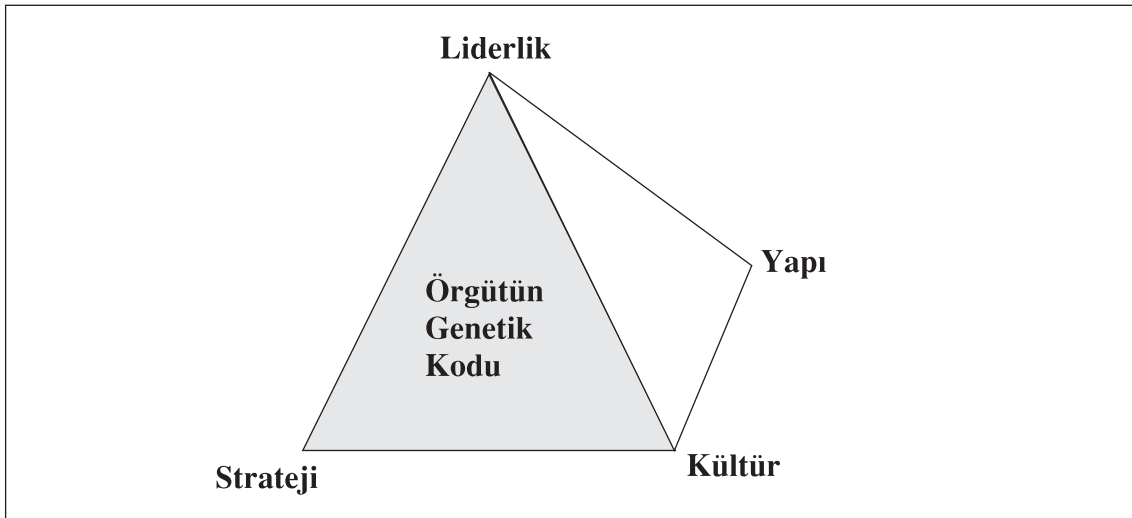 Liderlik
Yapı
Örgütün
Genetik
Kodu
Strateji
Kültür